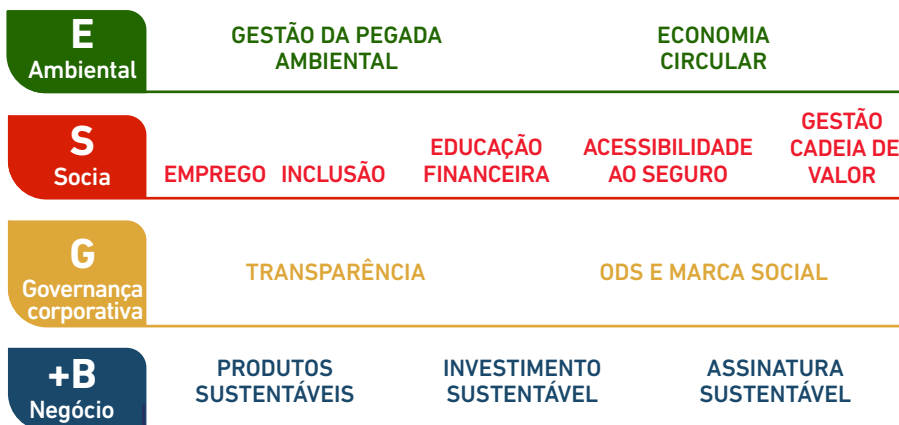 E
Ambiental
GESTÃO DA PEGADA
AMBIENTAL
ECONOMIA
CIRCULAR
S
Socia
EMPREGO
INCLUSÃO
EDUCAÇÃO
FINANCEIRA
ACESSIBILIDADE
AO SEGURO
GESTÃO
CADEIA DE
VALOR
G
Governança
corporativa
TRANSPARÊNCIA
ODS E MARCA SOCIAL
+B
Negócio
PRODUTOS
SUSTENTÁVEIS
INVESTIMENTO
SUSTENTÁVEL
ASSINATURA
SUSTENTÁVEL